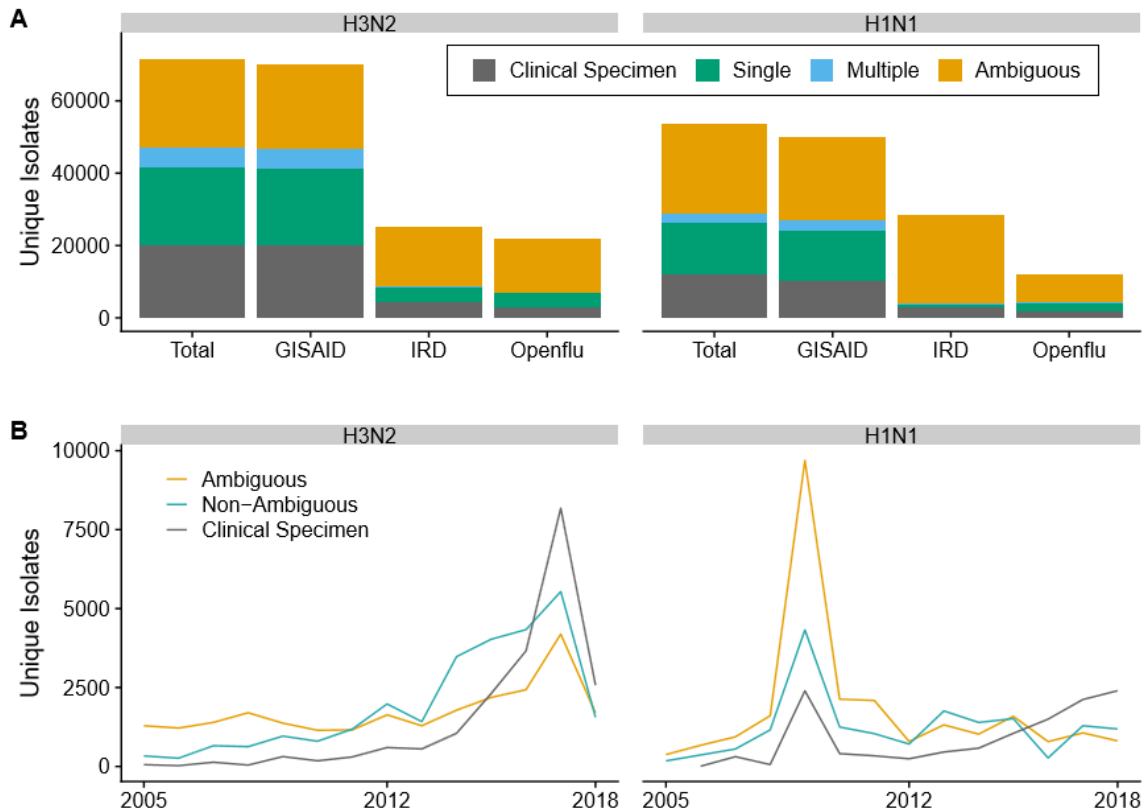 A
H3N2
H1N1
Clinical Specimen Single Multiple Ambiguous
Unique Isolates
60000
40000
20000
0
Total GISAID IRD Openflu
Total GISAID IRD Openflu
B
H3N2
H1N1
Unique Isolates
10000
7500
5000
2500
0
Ambiguous
Non-Ambiguous
Clinical Specimen
2005 2012 2018
2005 2012 2018